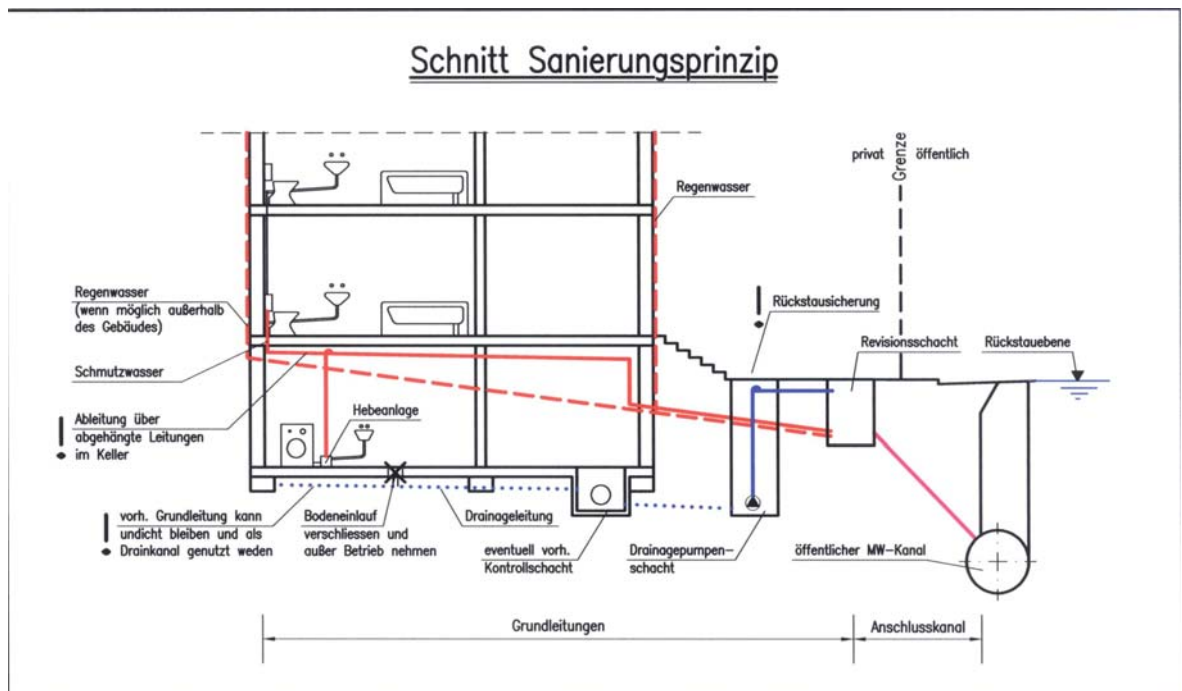 Schnitt Sanierungsprinzip
privat
Grenze
öffentlich
Regenwasser
Regenwasser
(wenn möglich außerhalb
des Gebäudes)
Rückstausicherung
Revisionsschacht
Rückstauebene
Schmutzwasser
Ableitung über
abgehängte Leitungen
im Keller
Hebeanlage
vorh. Grundleitung kann
undicht bleiben und als
Drainkanal genutzt weden
Bodeneinlauf
verschliessen und
außer Betrieb nehmen
Drainageleitung
eventuell vorh.
Kontrollschacht
Drainagepumpen-
schacht
öffentlicher MW-Kanal
Grundleitungen
Anschlusskanal